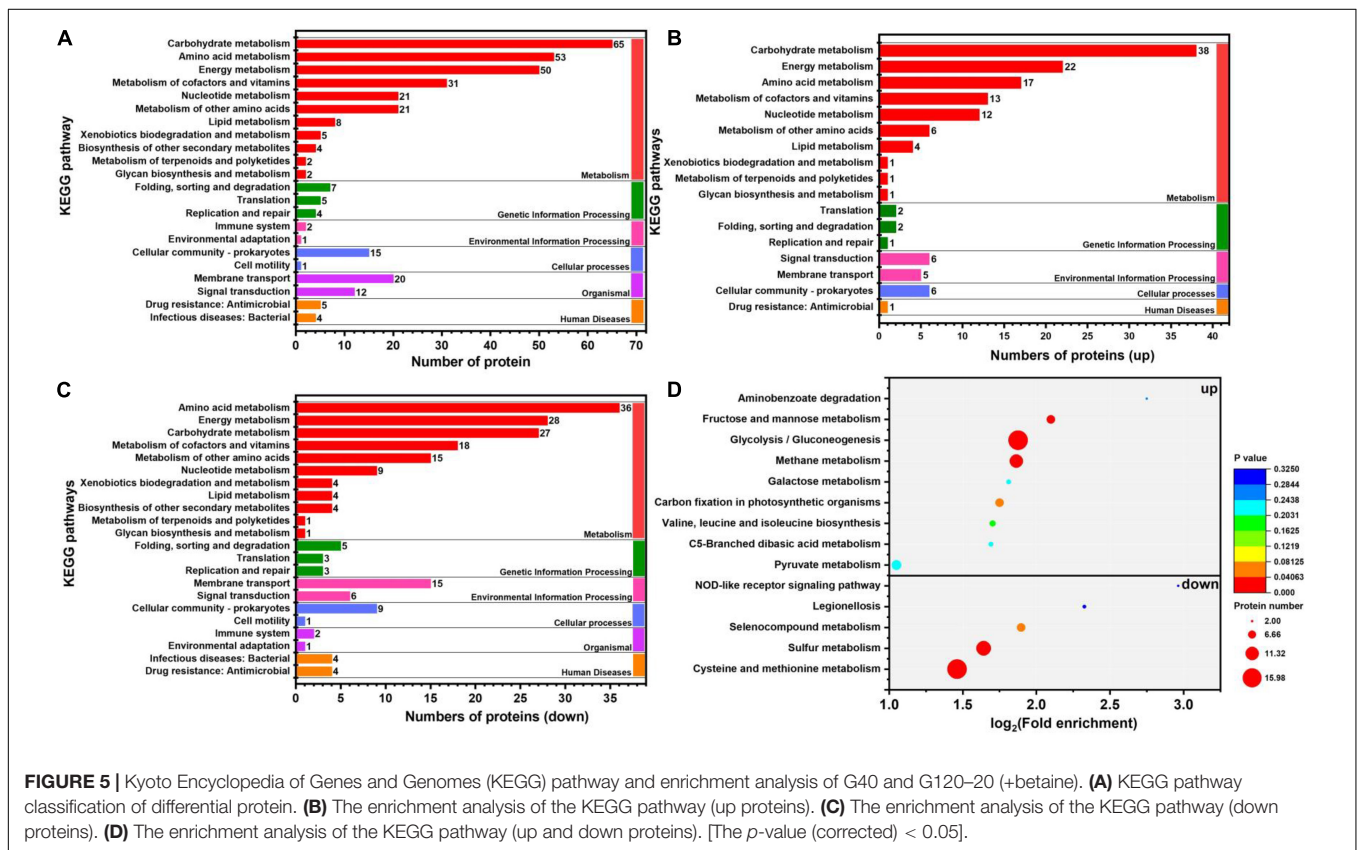 A
KEGG pathway
Carbohydrate metabolism 65
Amino acid metabolism 53
Energy metabolism 50
Metabolism of cofactors and vitamins 31
Nucleotide metabolism 21
Metabolism of other amino acids 21
Lipid metabolism 8
Xenobiotics biodegradation and metabolism 5
Biosynthesis of other secondary metabolites 4
Metabolism of terpenoids and polyketides 2
Glycan biosynthesis and metabolism 2
Metabolism
Folding, sorting and degradation 7
Translation 5
Replication and repair 4
Genetic Information Processing
Immune system 2
Environmental adaptation 1
Environmental Information Processing
Cellular community - prokaryotes 15
Cell motility 1
Cellular processes
Membrane transport 20
Signal transduction 12
Organismal
Drug resistance: Antimicrobial 5
Infectious diseases: Bacterial 4
Human Diseases
0 10 20 30 40 50 60 70
Number of protein
B
KEGG pathways
Carbohydrate metabolism 38
Energy metabolism 22
Amino acid metabolism 17
Metabolism of cofactors and vitamins 13
Nucleotide metabolism 12
Metabolism of other amino acids 6
Lipid metabolism 4
Xenobiotics biodegradation and metabolism 1
Metabolism of terpenoids and polyketides 1
Glycan biosynthesis and metabolism 1
Metabolism
Translation 2
Folding, sorting and degradation 2
Replication and repair 1
Genetic Information Processing
Signal transduction 6
Membrane transport 5
Environmental Information Processing
Cellular community - prokaryotes 6
Cellular processes
Drug resistance: Antimicrobial 1
Human Diseases
0 5 10 15 20 25 30 35 40
Numbers of proteins (up)
C
KEGG pathways
Amino acid metabolism 36
Energy metabolism 28
Carbohydrate metabolism 27
Metabolism of cofactors and vitamins 18
Metabolism of other amino acids 15
Nucleotide metabolism 9
Xenobiotics biodegradation and metabolism 4
Lipid metabolism 4
Biosynthesis of other secondary metabolites 4
Metabolism of terpenoids and polyketides 1
Glycan biosynthesis and metabolism 1
Metabolism
Folding, sorting and degradation 5
Translation 3
Replication and repair 3
Genetic Information Processing
Membrane transport 15
Signal transduction 6
Environmental Information Processing
Cellular community - prokaryotes 9
Cell motility 1
Cellular processes
Immune system 2
Environmental adaptation 1
Organismal
Infectious diseases: Bacterial 4
Drug resistance: Antimicrobial 4
Human Diseases
0 5 10 15 20 25 30 35
Numbers of proteins (down)
D
up
Aminobenzoate degradation
Fructose and mannose metabolism
Glycolysis / Gluconeogenesis
Methane metabolism
Galactose metabolism
Carbon fixation in photosynthetic organisms
Valine, leucine and isoleucine biosynthesis
C5-Branched dibasic acid metabolism
Pyruvate metabolism
down
NOD-like receptor signaling pathway
Legionellosis
Selenocompound metabolism
Sulfur metabolism
Cysteine and methionine metabolism
1.0 1.5 2.0 2.5 3.0
log2(Fold enrichment)
P value
0.3250
0.2844
0.2438
0.2031
0.1625
0.1219
0.08125
0.04063
0.000
Protein number
2.00
6.66
11.32
15.98
FIGURE 5 | Kyoto Encyclopedia of Genes and Genomes (KEGG) pathway and enrichment analysis of G40 and G120–20 (+betaine). (A) KEGG pathway
classification of differential protein. (B) The enrichment analysis of the KEGG pathway (up proteins). (C) The enrichment analysis of the KEGG pathway (down
proteins). (D) The enrichment analysis of the KEGG pathway (up and down proteins). [The p-value (corrected) < 0.05].